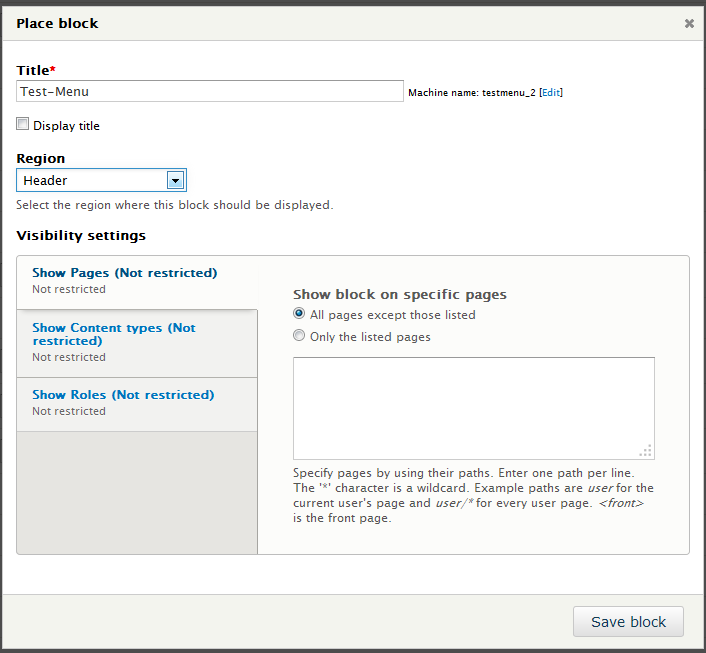 Place block
Title*
Test-Menu
Machine name: testmenu_2 [Edit]
Display title
Region
Header
Select the region where this block should be displayed.
Visibility settings
Show Pages (Not restricted)
Not restricted
Show Content types (Not
restricted)
Not restricted
Show Roles (Not restricted)
Not restricted
Show block on specific pages
All pages except those listed
Only the listed pages
Specify pages by using their paths. Enter one path per line.
The '*' character is a wildcard. Example paths are user for the
current user's page and user/* for every user page. <front>
is the front page.
Save block